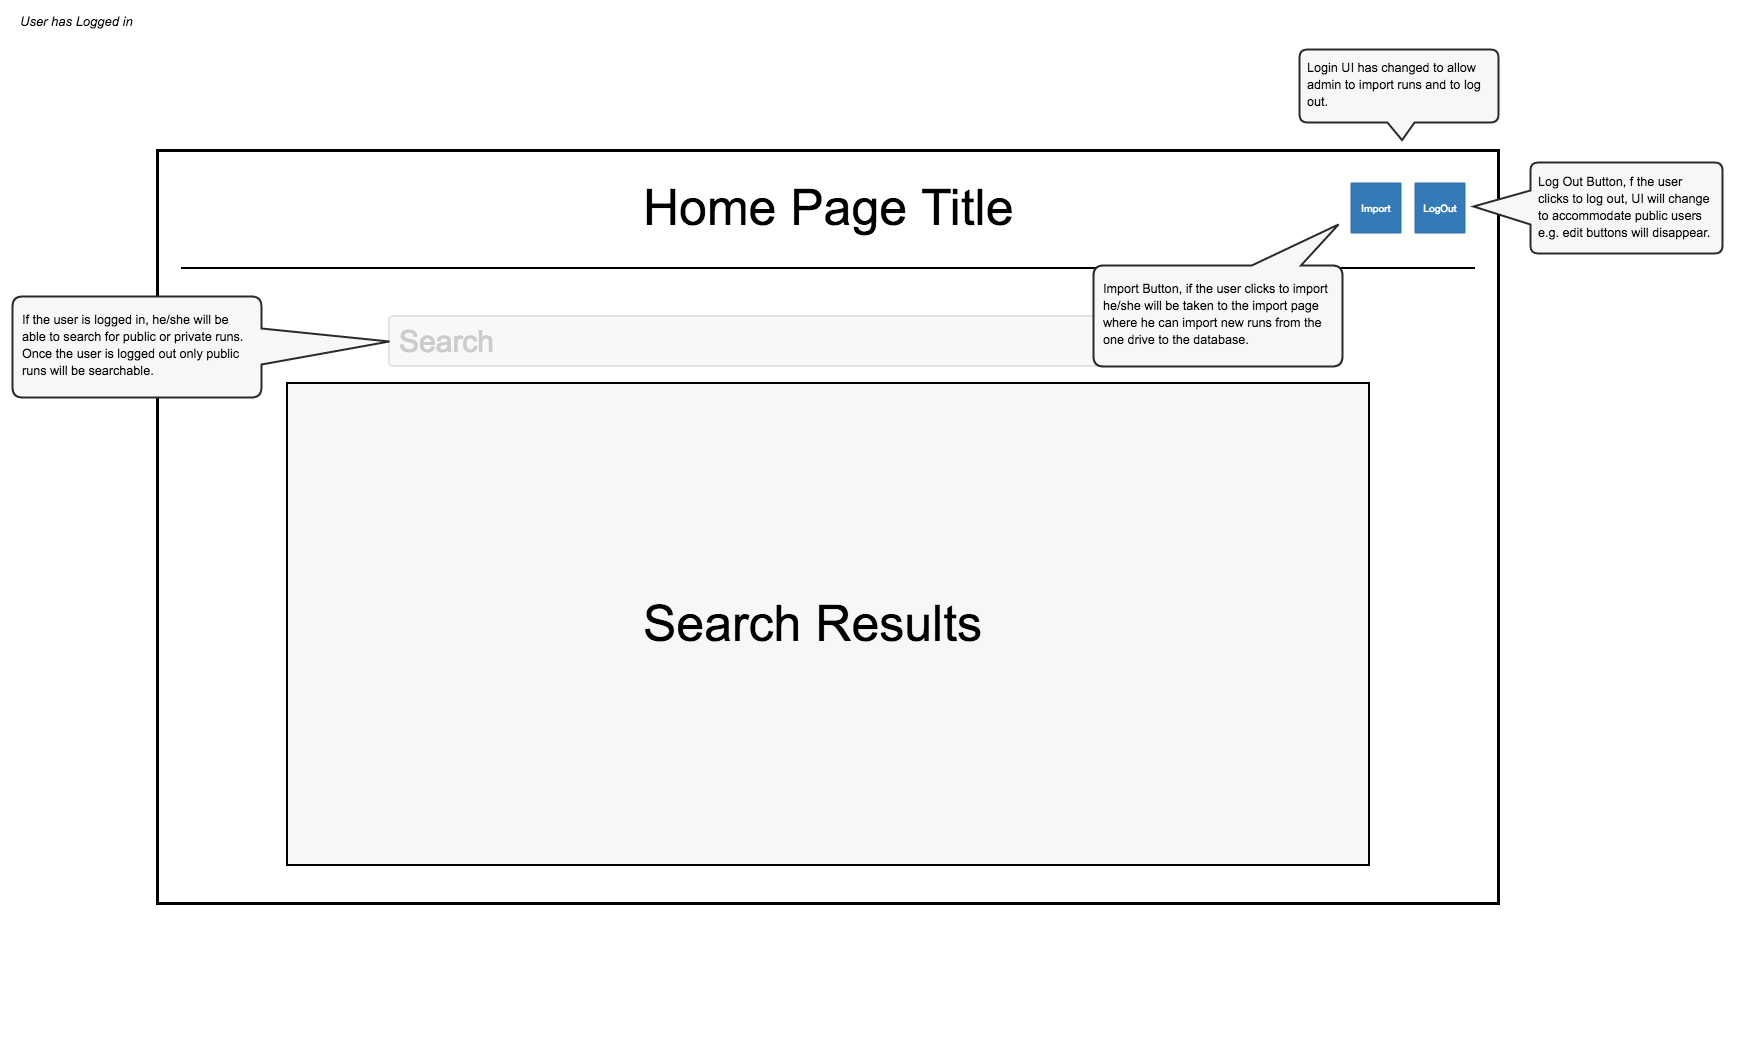 User has Logged in
Login UI has changed to allow
admin to import runs and to log
out.
Home Page Title
Import
LogOut
Log Out Button, f the user
clicks to log out, UI will change
to accommodate public users
e.g. edit buttons will disappear.
Import Button, if the user clicks to import
he/she will be taken to the import page
where he can import new runs from the
one drive to the database.
If the user is logged in, he/she will be
able to search for public or private runs.
Once the user is logged out only public
runs will be searchable.
Search
Search Results